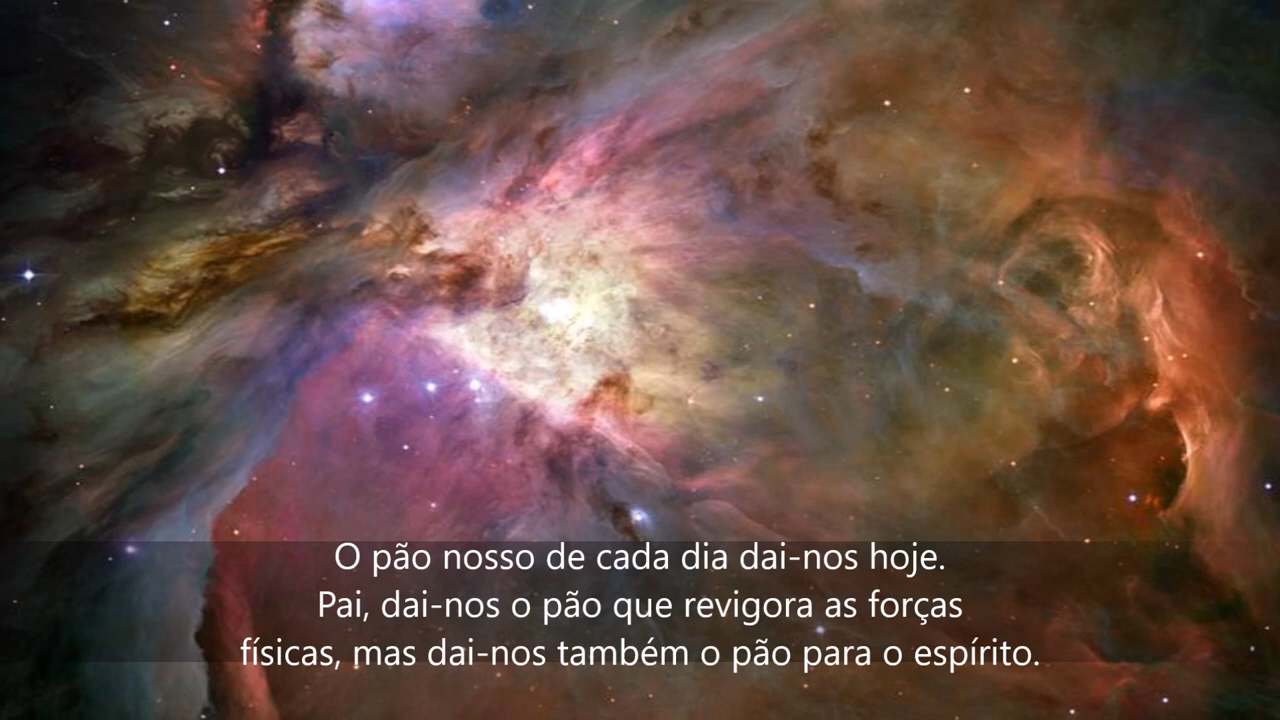 O pão nosso de cada dia dai-nos hoje.
Pai, dai-nos o pão que revigora as forças
físicas, mas dai-nos também o pão para o espírito.